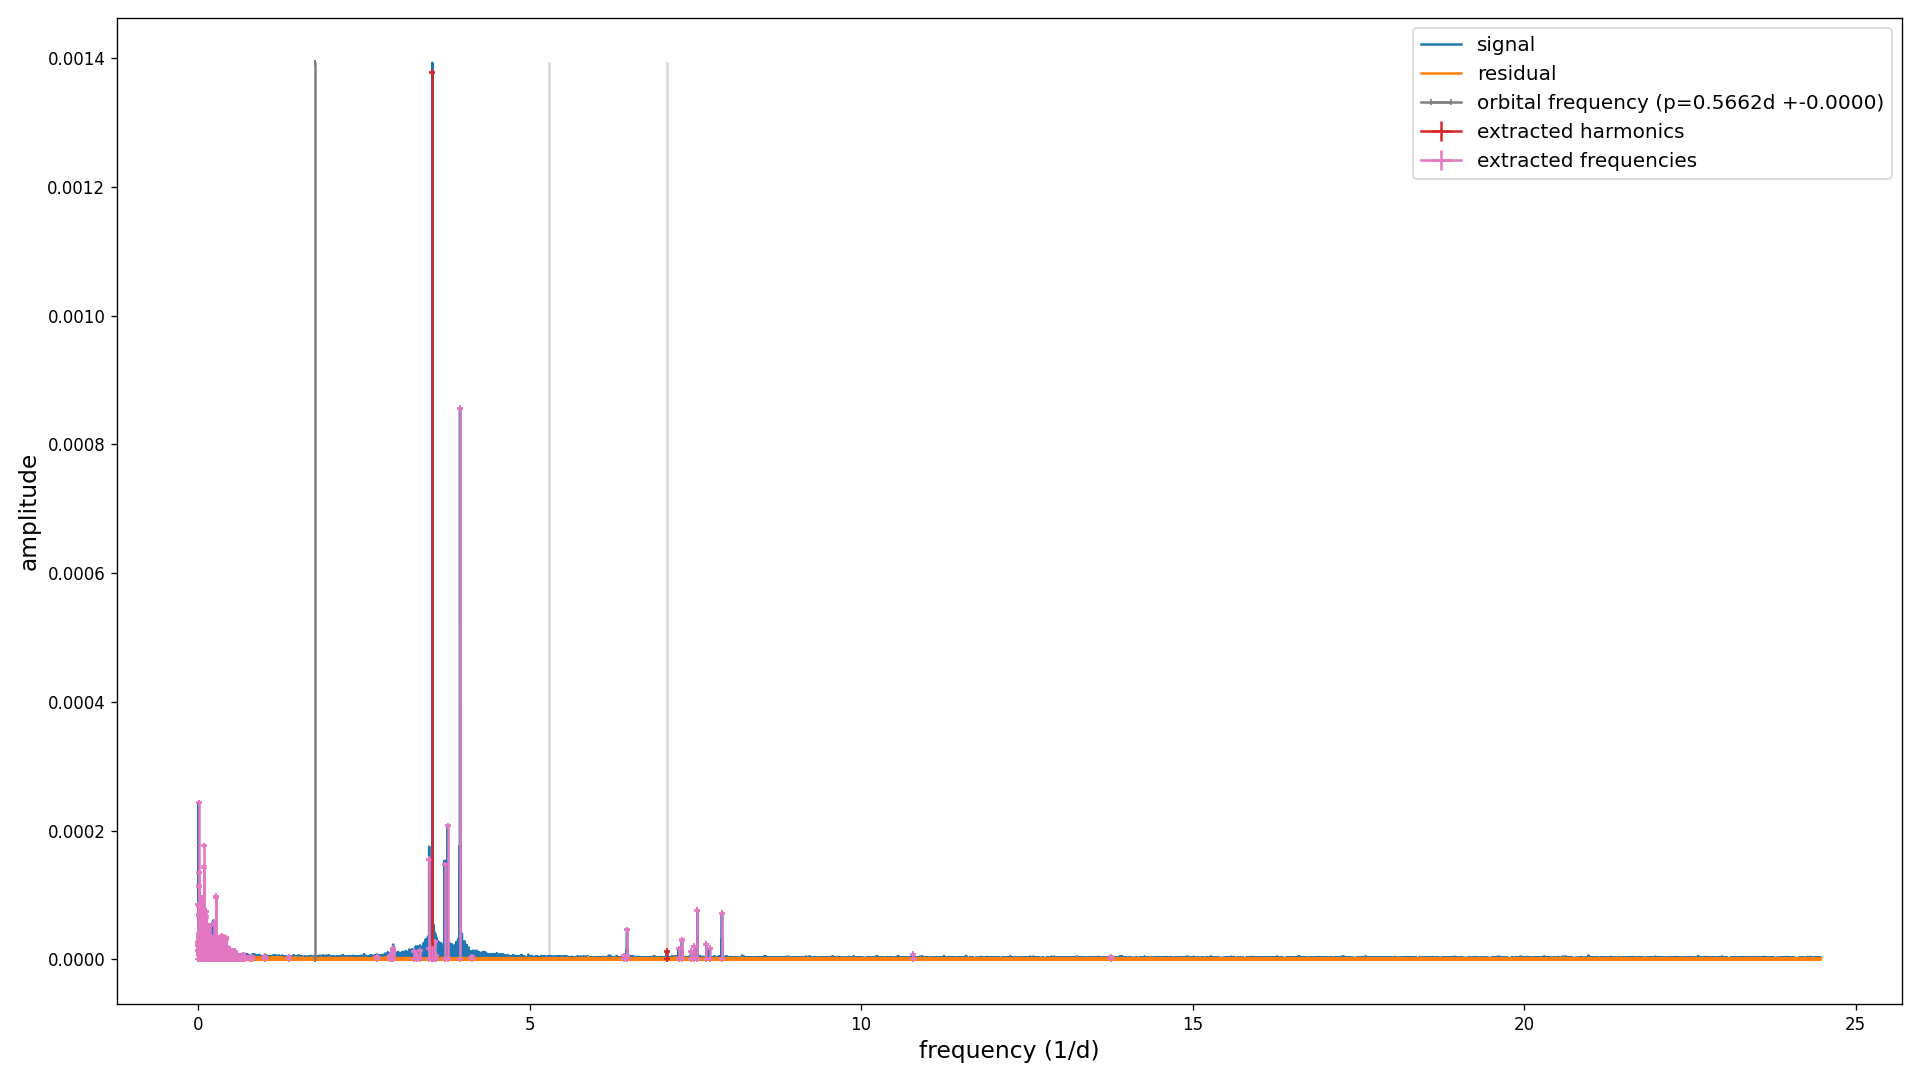 0.0014
0.0012
0.0010
0.0008
0.0006
0.0004
0.0002
0.0000
amplitude
signal
residual
orbital frequency (p=0.5662d +-0.0000)
extracted harmonics
extracted frequencies
0 5 10 15 20 25
frequency (1/d)